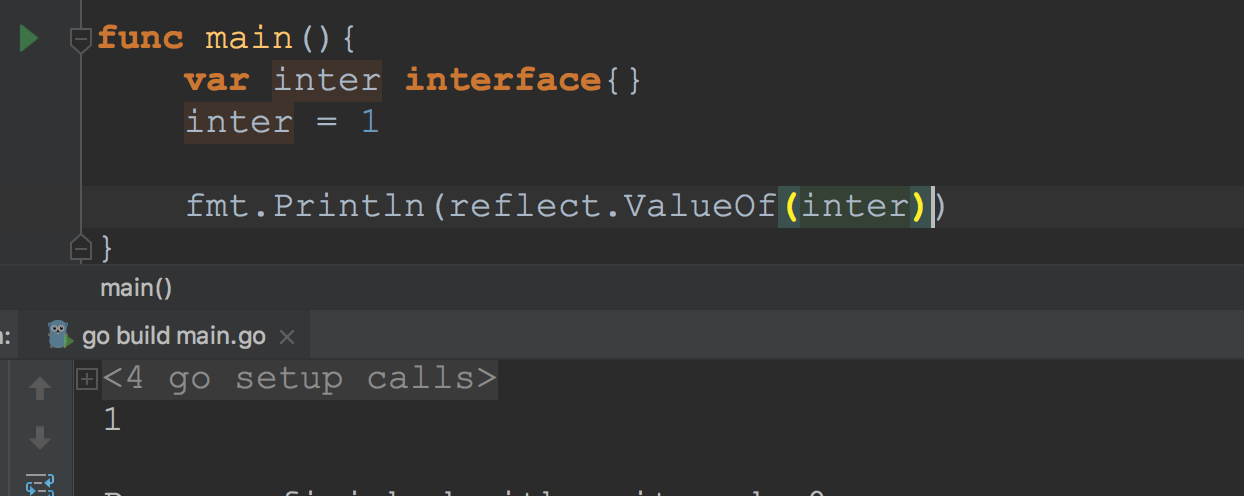 func main(){
var inter interface{}
inter = 1
fmt.Println(reflect.ValueOf(inter))
}
main()
go build main.go ×
<4 go setup calls>
1